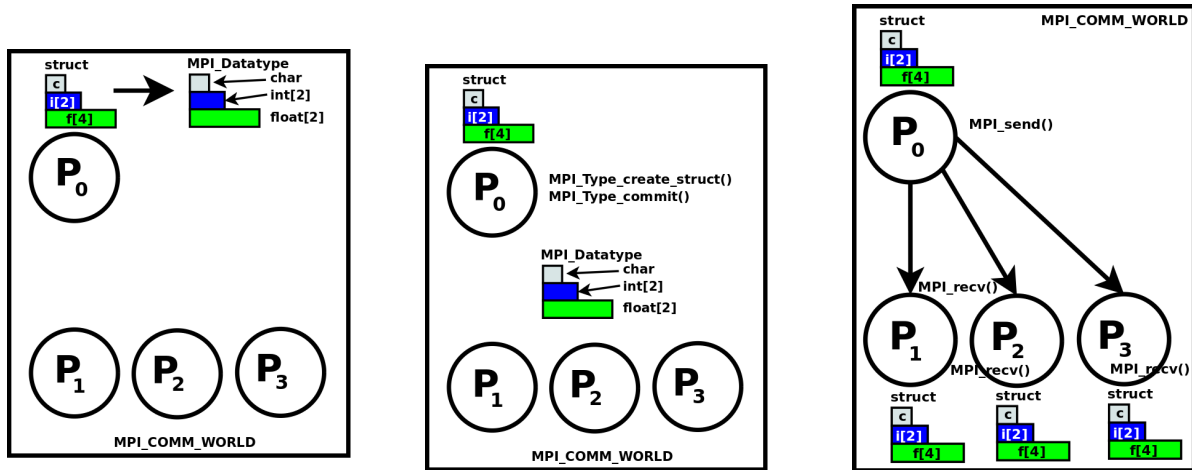 struct
MPI_Datatype
c
char
i[2]
int[2]
f[4]
float[2]
P0
P1
P2
P3
MPI_COMM_WORLD
struct
c
i[2]
f[4]
P0
MPI_Type_create_struct()
MPI_Type_commit()
MPI_Datatype
char
int[2]
float[2]
P1
P2
P3
MPI_COMM_WORLD
MPI_COMM_WORLD
struct
c
i[2]
f[4]
P0
MPI_send()
MPI_recv()
P1
P2
P3
MPI_recv()
MPI_recv()
struct
struct
struct
c
c
c
i[2]
i[2]
i[2]
f[4]
f[4]
f[4]